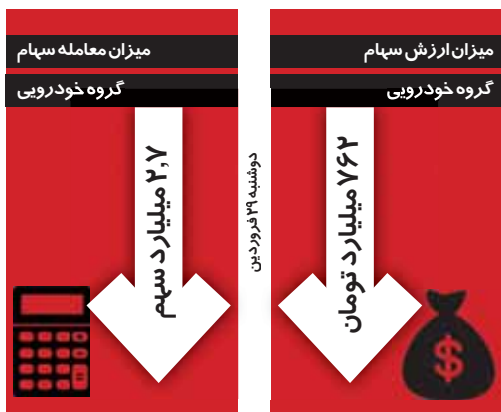 میزان ارزش سهام
گروه خودرویی
۷۶۲ میلیارد تومان
$
دوشنبه ۲۹ فروردین
میزان معامله سهام
گروه خودرویی
۲٫۷ میلیارد سهم